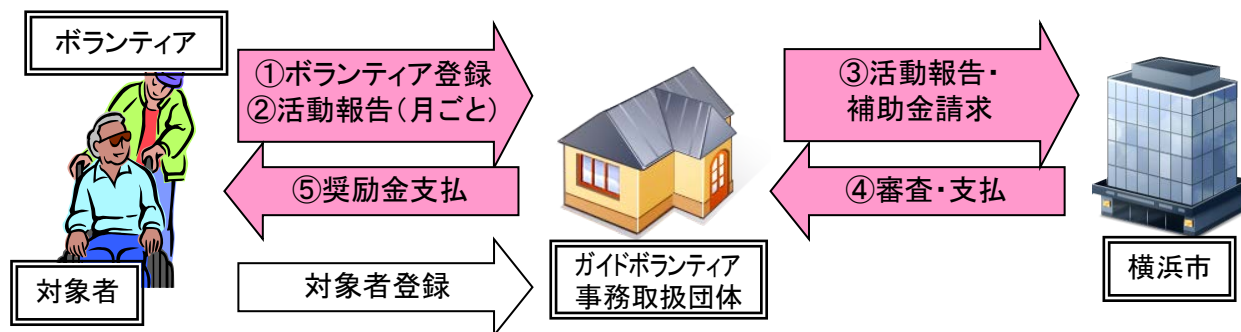 ボランティア
①ボランティア登録
②活動報告（月ごと）
③活動報告・
補助金請求
⑤奨励金支払
④審査・支払
対象者
対象者登録
ガイドボランティア
事務取扱団体
横浜市